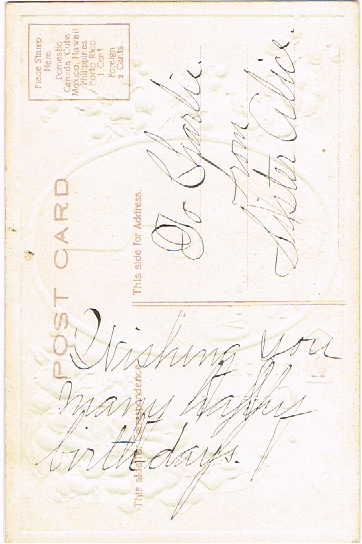 POST CARD
Place Stamp
Here
Domestic
Canada, Cuba,
Mexico, Hawaii
Philippines
Porto Rico
1 Cent
Foreign
2 Cents
This side for Address.
To Charlie.
From
Sister Alice.
Wishing you
many happy
birthdays.